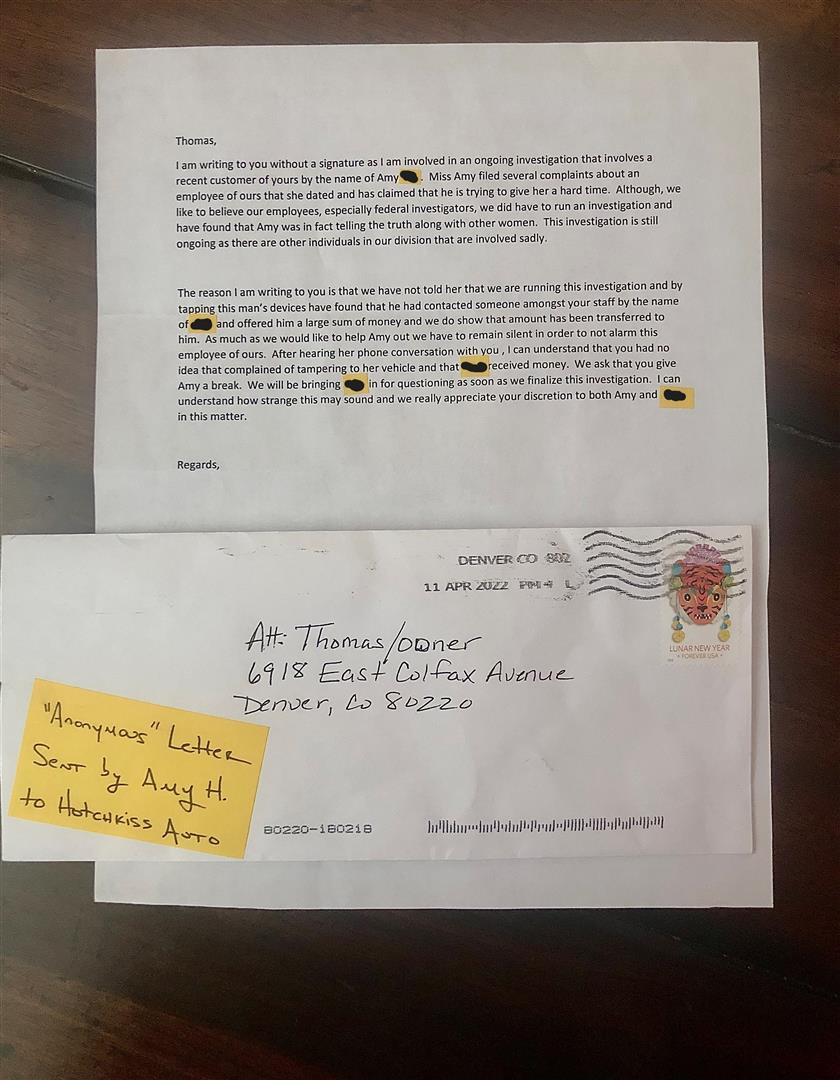 Thomas,
I am writing to you without a signature as I am involved in an ongoing investigation that involves a
recent customer of yours by the name of Amy . Miss Amy filed several complaints about an
employee of ours that she dated and has claimed that he is trying to give her a hard time. Although, we
like to believe our employees, especially federal investigators, we did have to run an investigation and
have found that Amy was in fact telling the truth along with other women. This investigation is still
ongoing as there are other individuals in our division that are involved sadly.
The reason I am writing to you is that we have not told her that we are running this investigation and by
tapping this man's devices have found that he had contacted someone amongst your staff by the name
of and offered him a large sum of money and we do show that amount has been transferred to
him. As much as we would like to help Amy out we have to remain silent in order to not alarm this
employee of ours. After hearing her phone conversation with you , I can understand that you had no
idea that complained of tampering to her vehicle and that received money. We ask that you give
Amy a break. We will be bringing in for questioning as soon as we finalize this investigation. I can
understand how strange this may sound and we really appreciate your discretion to both Amy and
in this matter.
Regards,
DENVER CO 802
11 APR 2022 PM 4 L
LUNAR NEW YEAR
• FOREVER USA •
Att: Thomas/owner
6918 East Colfax Avenue
Denver, Co 80220
"Anonymous" Letter
Sent by Amy H.
to Hotchkiss Auto
80220-180218